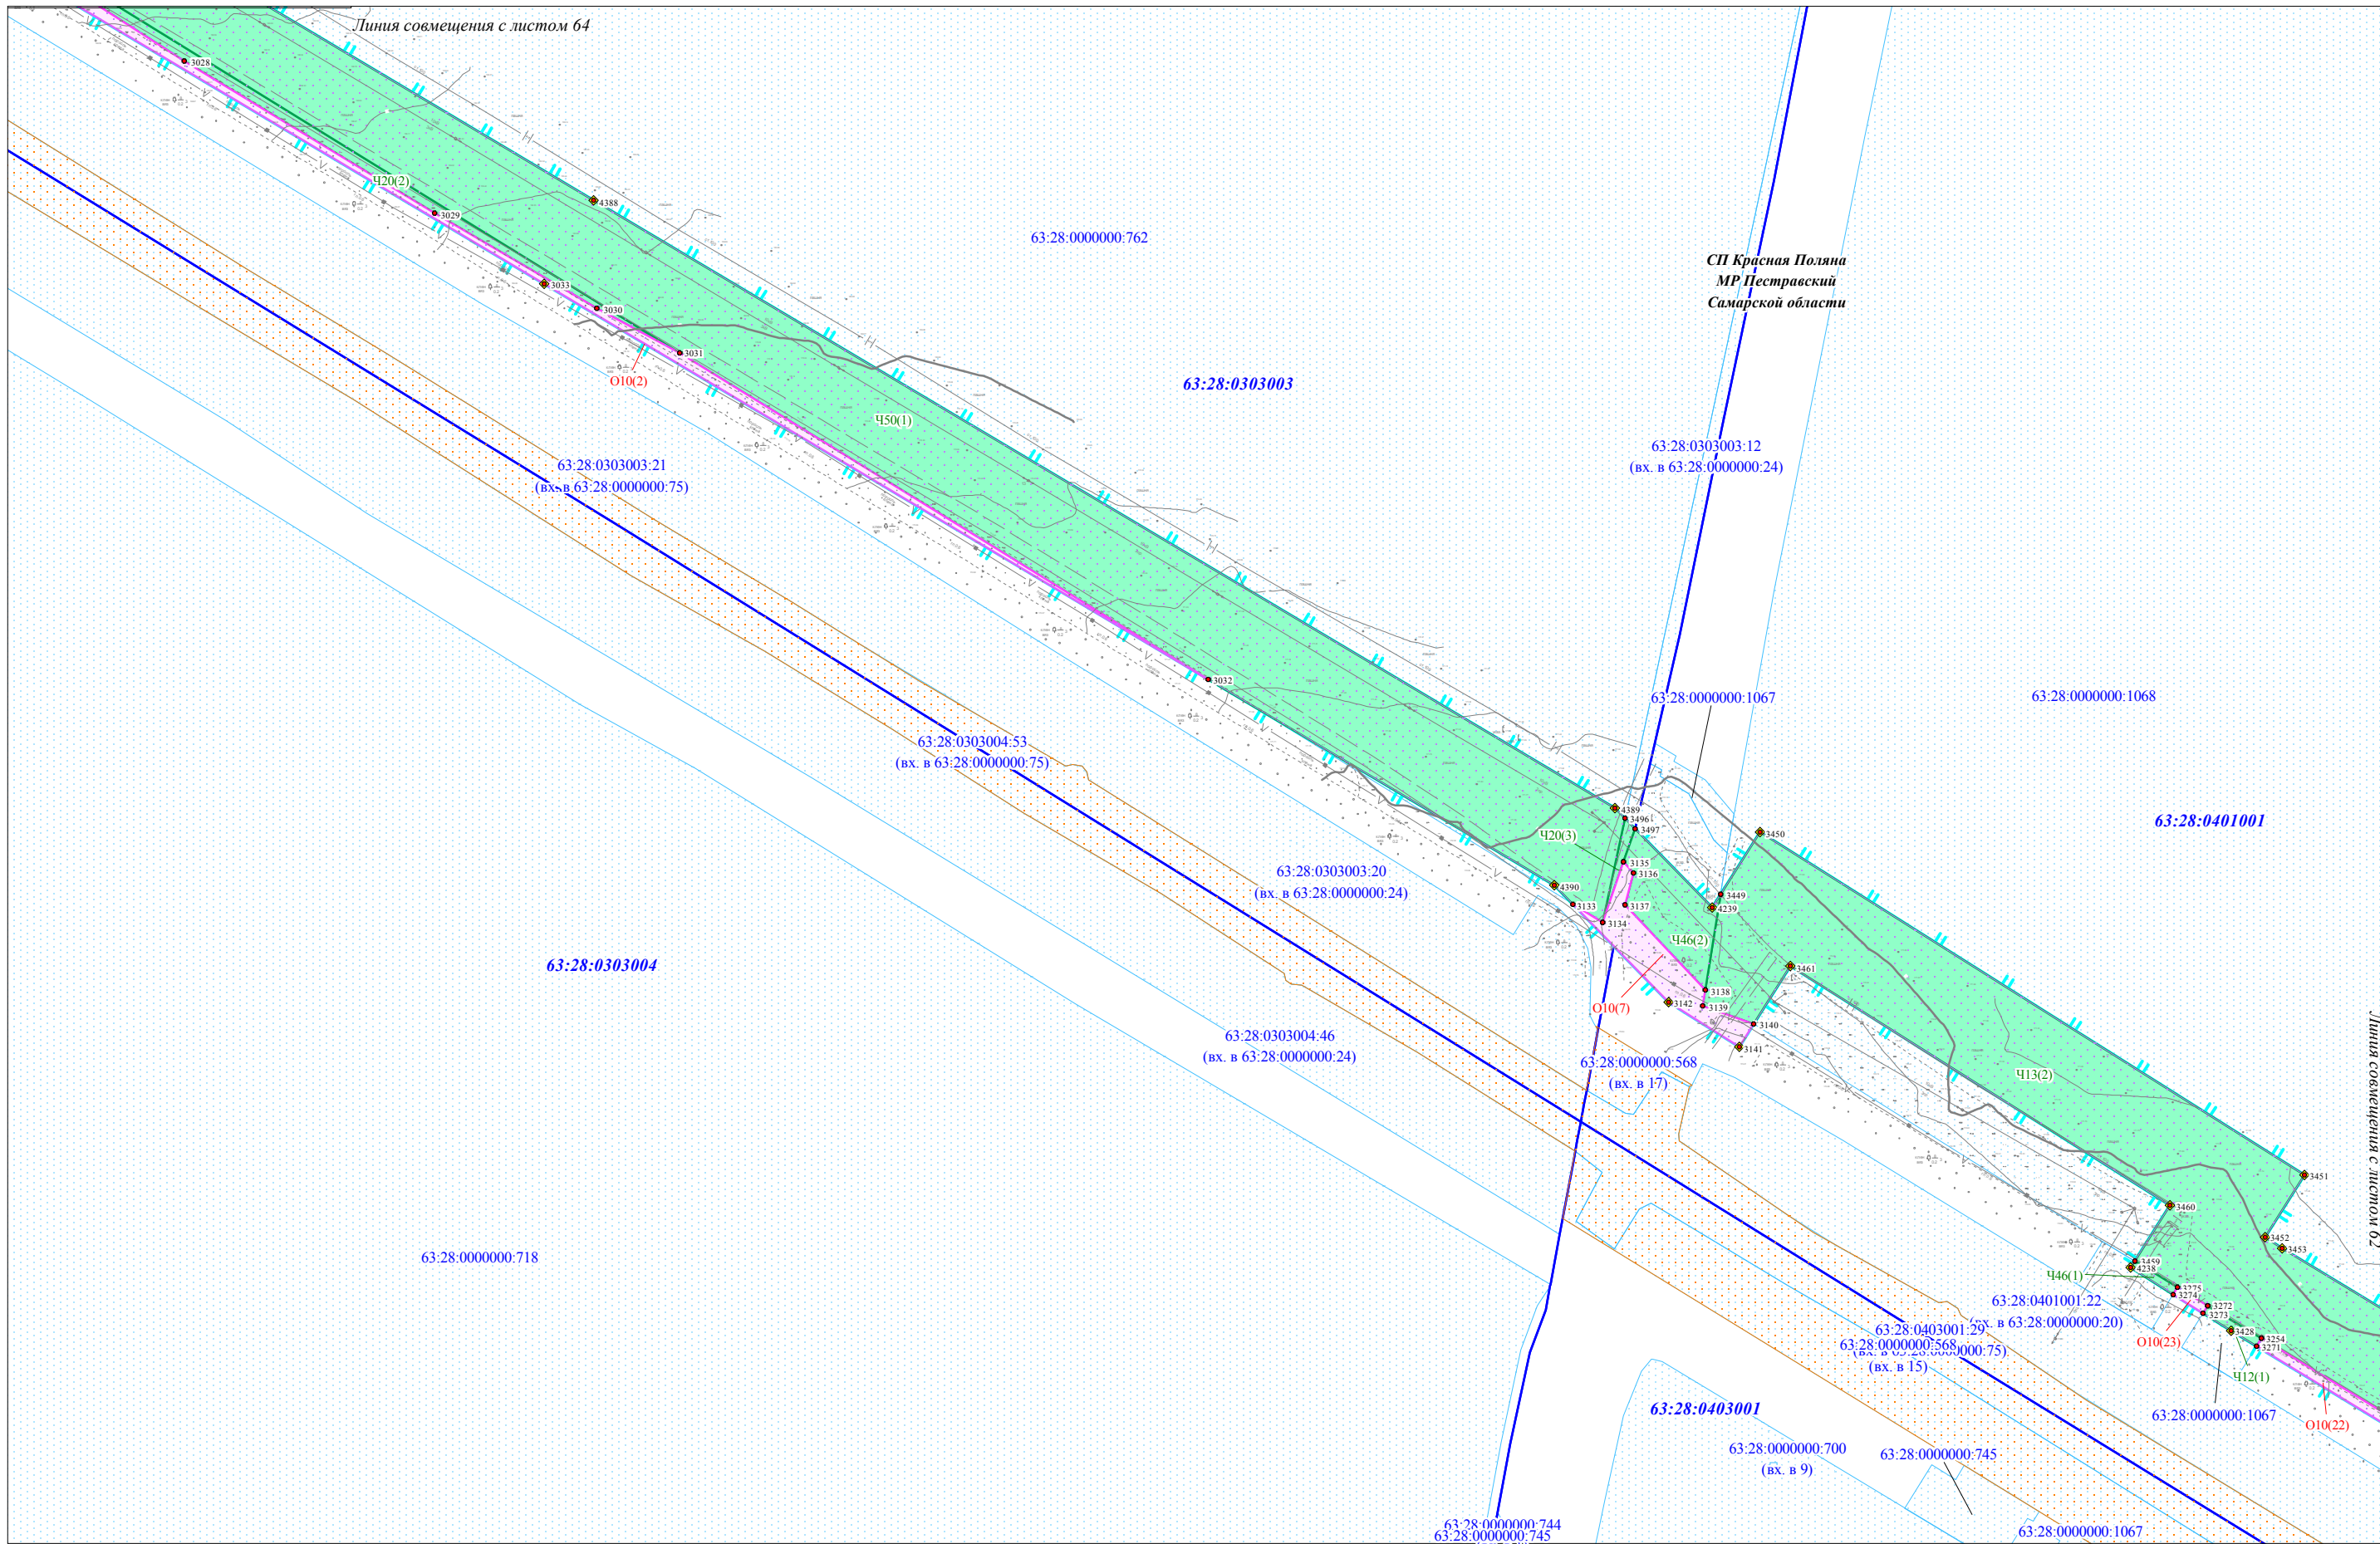 Линия совмещения с листом 64
3028
Ч20(2)
3029
4388
63:28:0000000:762
СП Красная Поляна
МР Пестравский
Самарской области
3033
3030
3031
О10(2)
63:28:0303003
Ч50(1)
63:28:0303003:12
(вх. в 63:28:0000000:24)
63:28:0303003:21
(вх. в 63:28:0000000:75)
3032
63:28:0000000:1067
63:28:0000000:1068
63:28:0303004:53
(вх. в 63:28:0000000:75)
4389
3496
3497
Ч20(3)
3450
63:28:0401001
3135
3136
63:28:0303003:20
(вх. в 63:28:0000000:24)
4390
3449
3133
3137
4239
3134
Ч46(2)
63:28:0303004
3461
3138
3142
3139
О10(7)
3140
3141
63:28:0303004:46
(вх. в 63:28:0000000:24)
63:28:0000000:568
(вх. в 17)
Ч13(2)
Линия совмещения с листом 62
3451
3460
3452
3453
63:28:0000000:718
3459
4238
Ч46(1)
3275
3274
63:28:0401001:22
(вх. в 63:28:0000000:20)
3272
3273
63:28:0403001:29
(вх. в 63:28:0000000:75)
63:28:0000000:568
(вх. в 15)
3428
3254
3271
О10(23)
Ч12(1)
63:28:0403001
63:28:0000000:1067
О10(22)
63:28:0000000:700
(вх. в 9)
63:28:0000000:745
63:28:0000000:744
63:28:0000000:745
63:28:0000000:1067